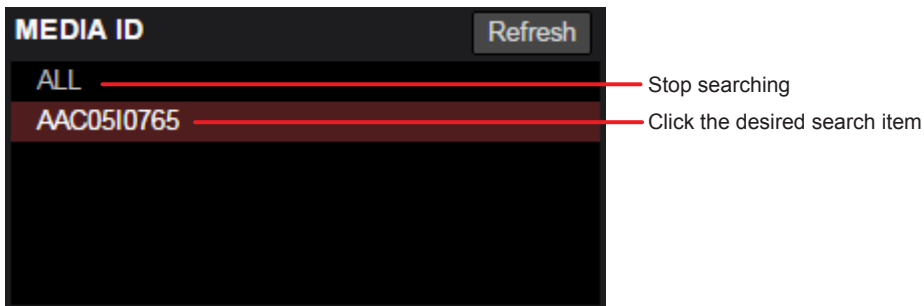 MEDIA ID Refresh
ALL Stop searching
AAC05I0765 Click the desired search item